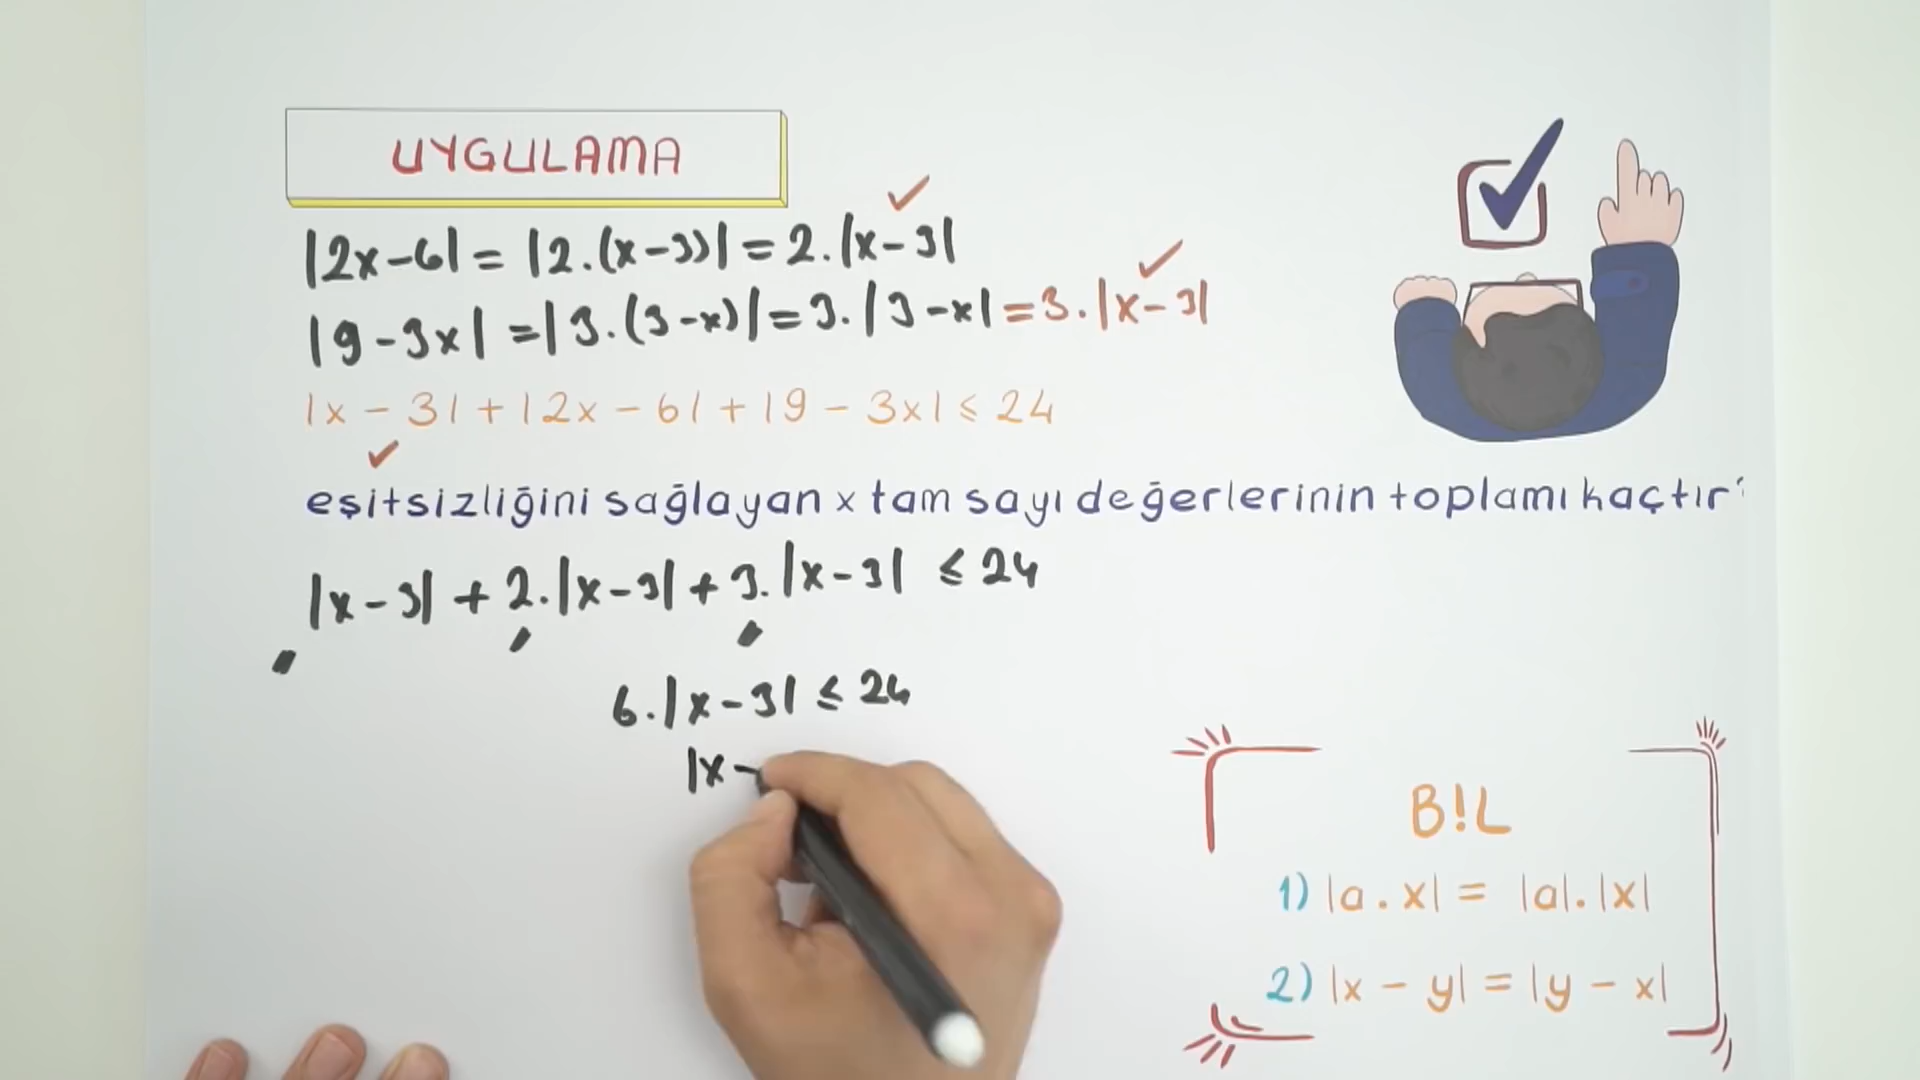 UYGULAMA
|2x-6| = |2.(x-3)| = 2.|x-3|
|9-3x| = |3.(3-x)| = 3.|3-x| = 3.|x-3|
|x - 3| + |2x - 6| + |9 - 3x| ≤ 24
eşitsizliğini sağlayan x tam sayı değerlerinin toplamı kaçtır?
|x-3| + 2.|x-3| + 3.|x-3| ≤ 24
6.|x-3| ≤ 24
|x-
B!L
1) |a . x| = |a|. |x|
2) |x - y| = |y - x|